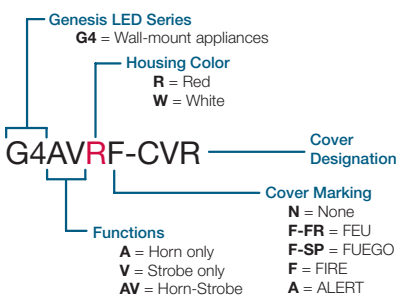 Genesis LED Series
G4 = Wall-mount appliances
Housing Color
R = Red
W = White
G4AVRF-CVR
Cover
Designation
Cover Marking
N = None
F-FR = FEU
F-SP = FUEGO
F = FIRE
A = ALERT
Functions
A = Horn only
V = Strobe only
AV = Horn-Strobe